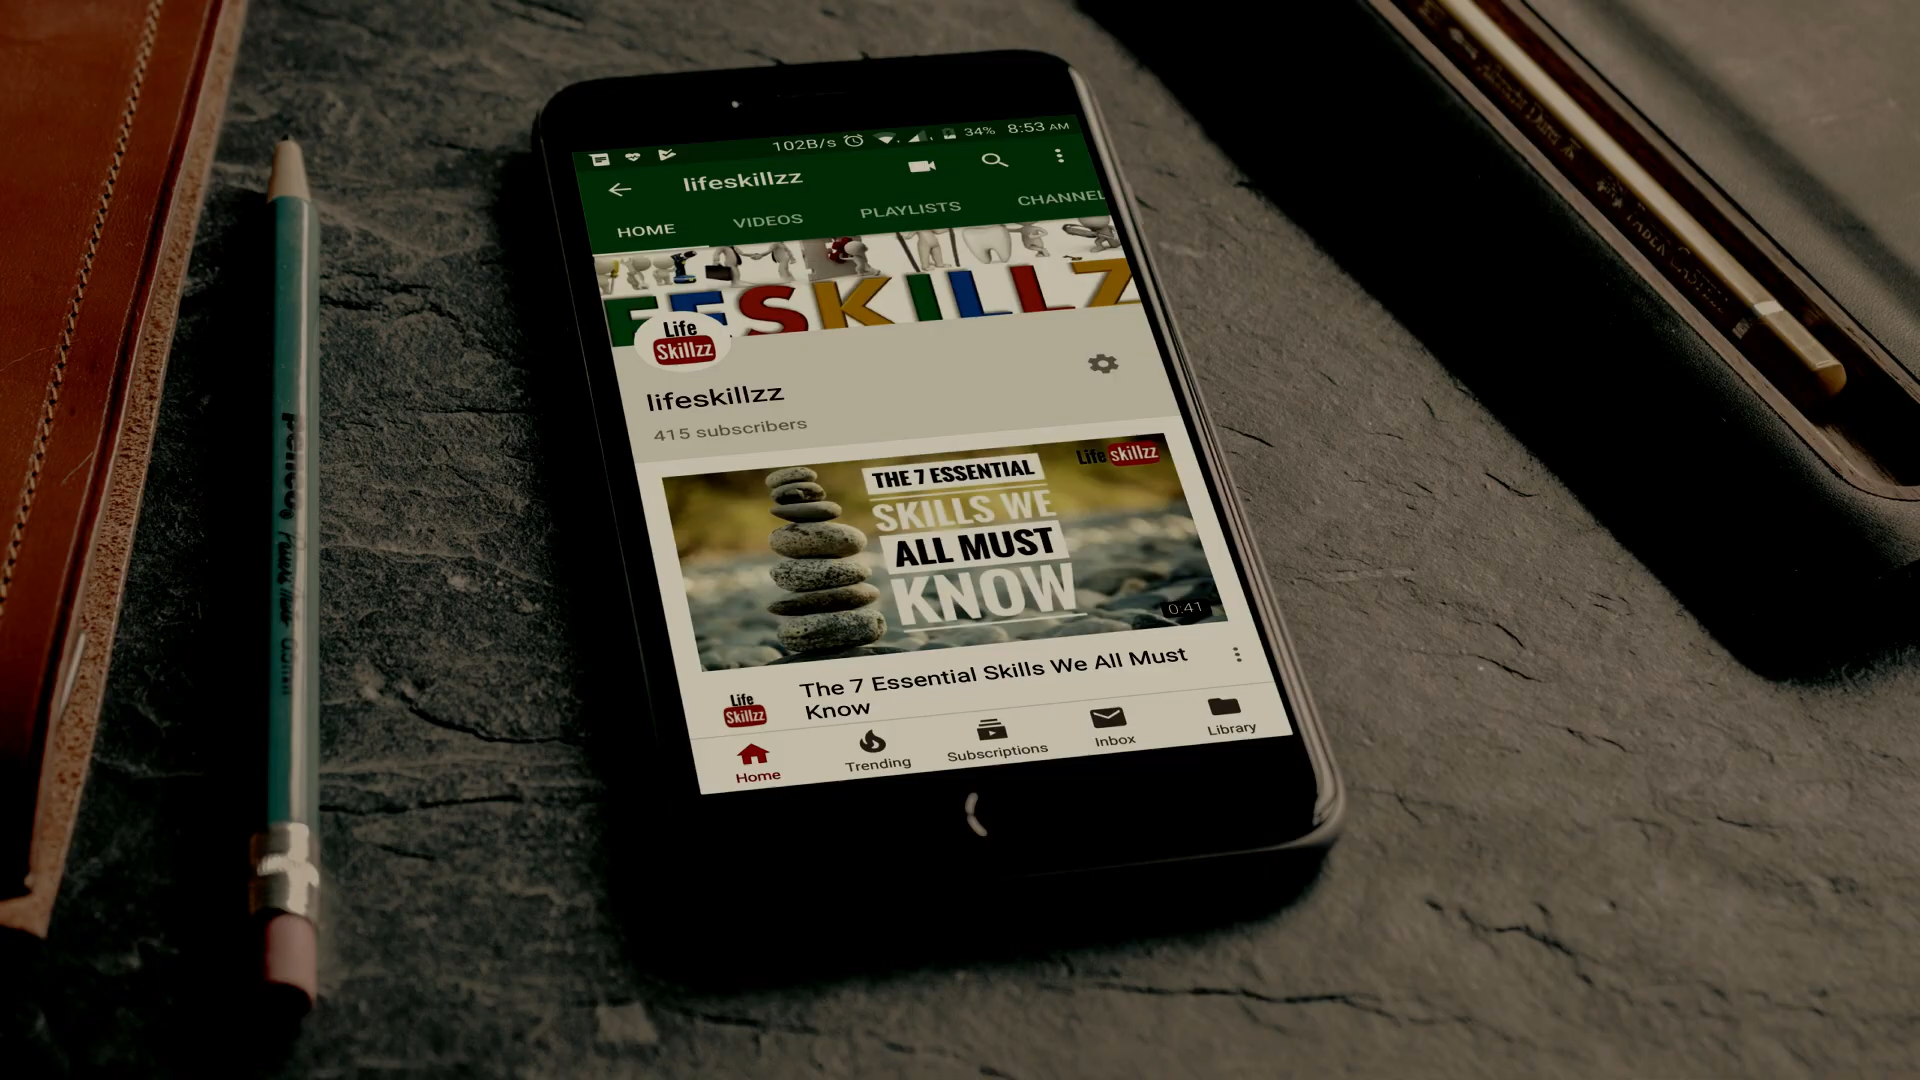 102B/s 34% 8:53 AM
lifeskillzz
HOME VIDEOS PLAYLISTS CHANNEL
FESKILLZ
Life
Skillzz
lifeskillzz
415 subscribers
Life skillzz
THE 7 ESSENTIAL
SKILLS WE
ALL MUST
KNOW
0:41
Life
Skillzz
The 7 Essential Skills We All Must
Know
Home Trending Subscriptions Inbox Library